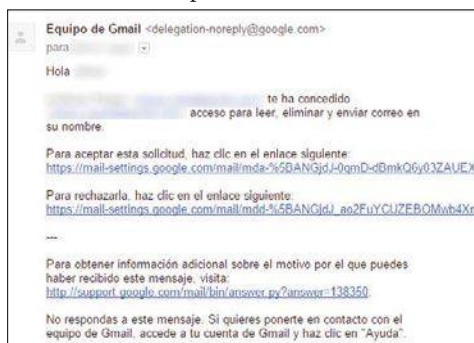 Equipo de Gmail <delegation-noreply@google.com>
para
Hola
te ha concedido
acceso para leer, eliminar y enviar correo en
su nombre.
Para aceptar esta solicitud, haz clic en el enlace siguiente:
https://mail-settings.google.com/mail/mda-%5BANGjdJ-0qmD-dBmkQ6y03ZAUEX
Para rechazarla, haz clic en el enlace siguiente:
https://mail-settings.google.com/mail/mdd-%5BANGjdJ_ao2FuYCUZEBOMwb4Xr
---
Para obtener información adicional sobre el motivo por el que puedes
haber recibido este mensaje, visita:
http://support.google.com/mail/bin/answer.py?answer=138350.
No respondas a este mensaje. Si quieres ponerte en contacto con el
equipo de Gmail, accede a tu cuenta de Gmail y haz clic en "Ayuda".